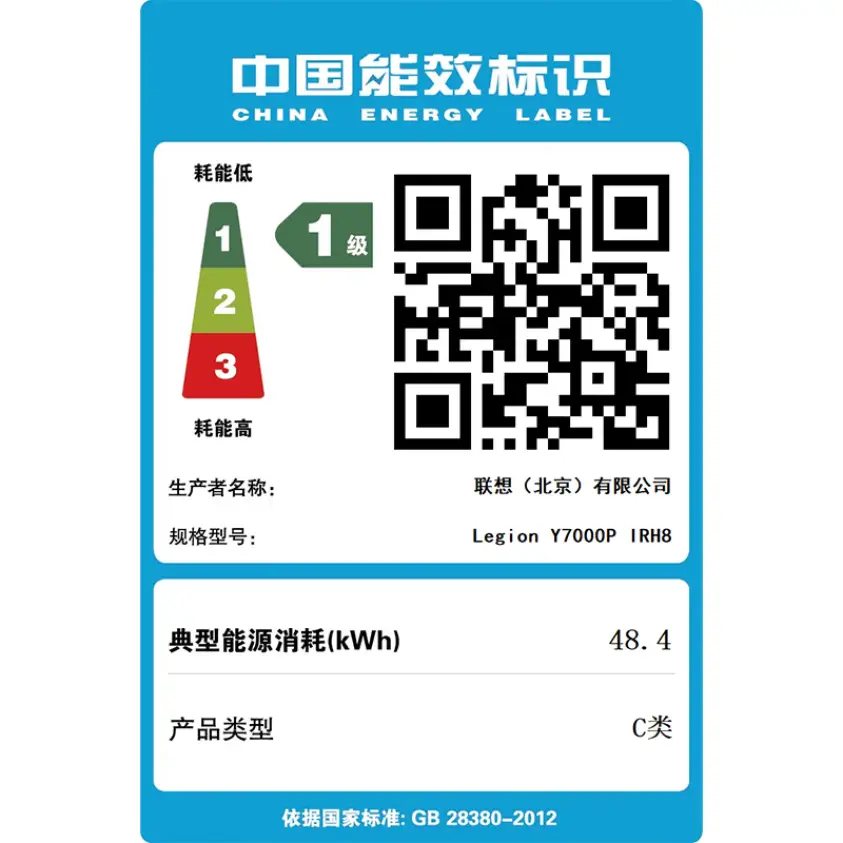 中国能效标识
CHINA ENERGY LABEL
耗能低
1
1级
2
3
耗能高
生产者名称：
联想（北京）有限公司
规格型号：
Legion Y7000P IRH8
典型能源消耗(kWh)
48.4
产品类型
C类
依据国家标准: GB 28380-2012